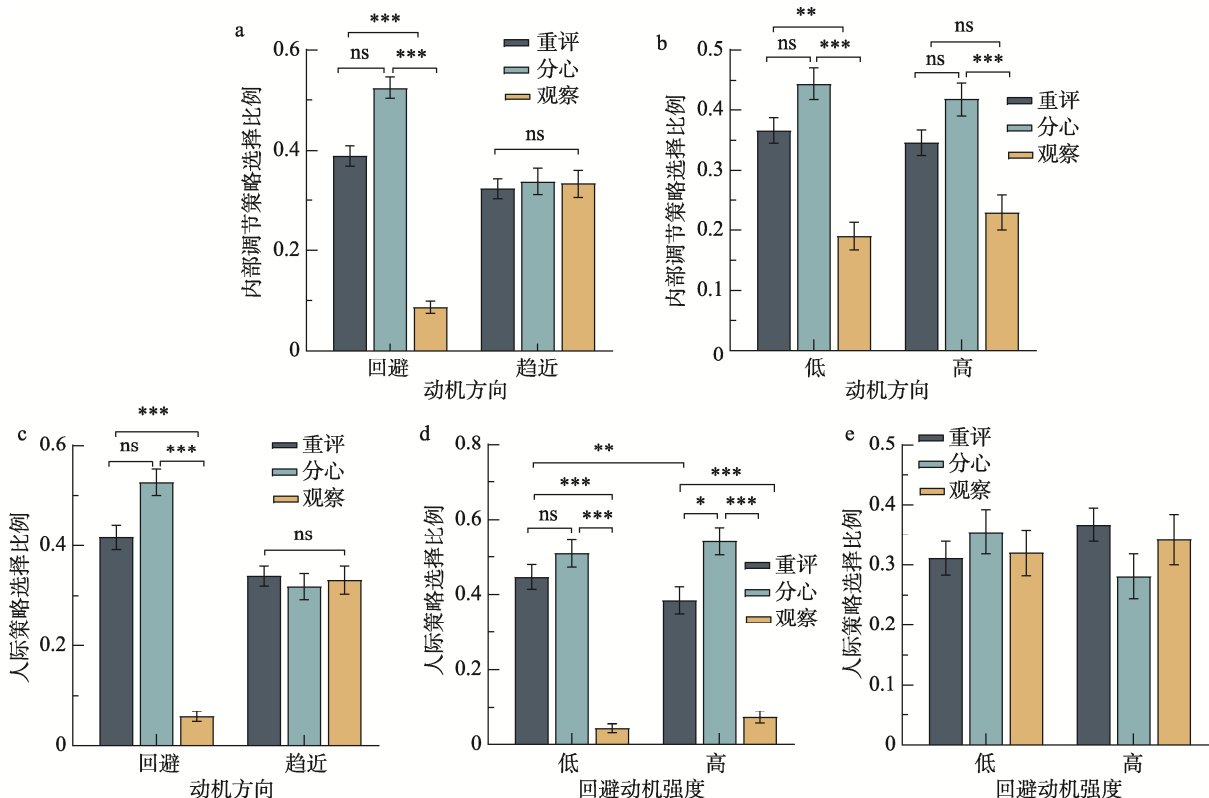 a
***
ns
***
重评
分心
观察
ns
0.6
0.4
0.2
0
内部调节策略选择比例
回避
趋近
动机方向
b
**
ns
***
ns
ns
***
重评
分心
观察
0.5
0.4
0.3
0.2
0.1
0
内部调节策略选择比例
低
高
动机方向
c
***
ns
***
重评
分心
观察
ns
0.6
0.4
0.2
0
人际策略选择比例
回避
趋近
动机方向
d
**
***
ns
***
***
*
***
重评
分心
观察
0.8
0.6
0.4
0.2
0
人际策略选择比例
低
高
回避动机强度
e
重评
分心
观察
0.5
0.4
0.3
0.2
0.1
0
人际策略选择比例
低
高
回避动机强度